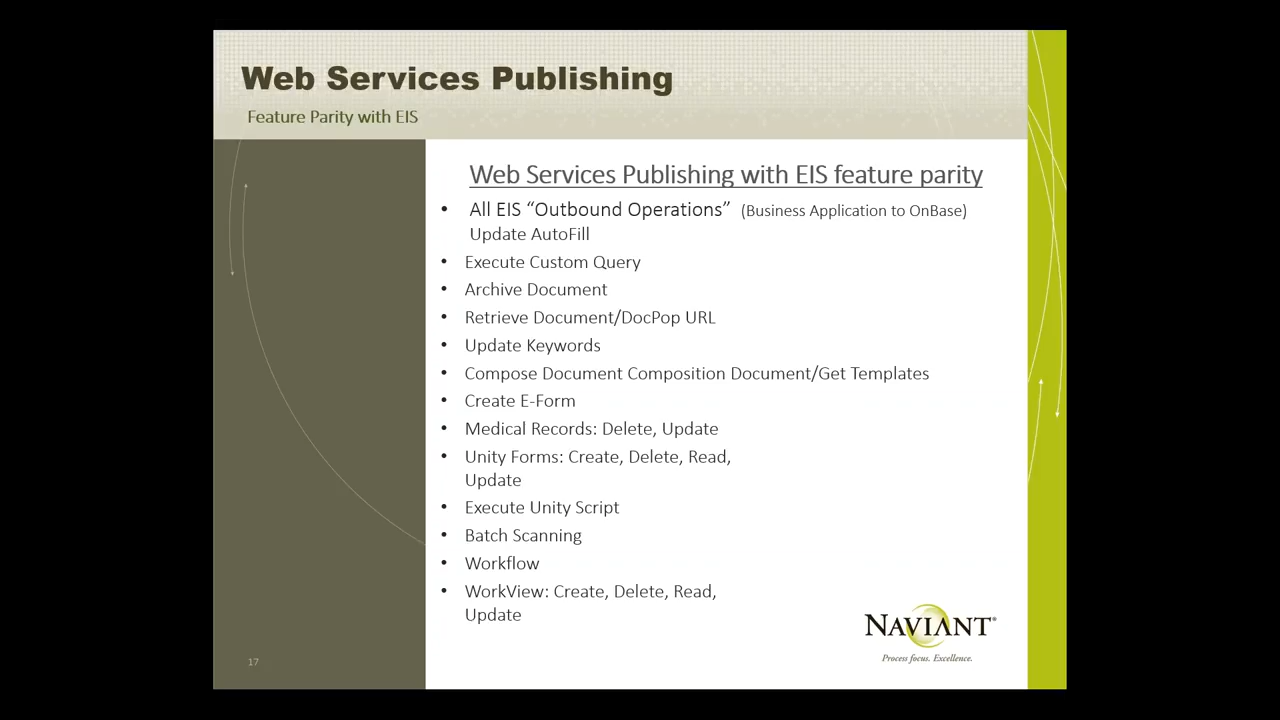 Web Services Publishing
Feature Parity with EIS
Web Services Publishing with EIS feature parity
• All EIS “Outbound Operations” (Business Application to OnBase)
Update AutoFill
• Execute Custom Query
• Archive Document
• Retrieve Document/DocPop URL
• Update Keywords
• Compose Document Composition Document/Get Templates
• Create E-Form
• Medical Records: Delete, Update
• Unity Forms: Create, Delete, Read,
Update
• Execute Unity Script
• Batch Scanning
• Workflow
• WorkView: Create, Delete, Read,
Update
NAVIANT®
Process focus. Excellence.
17